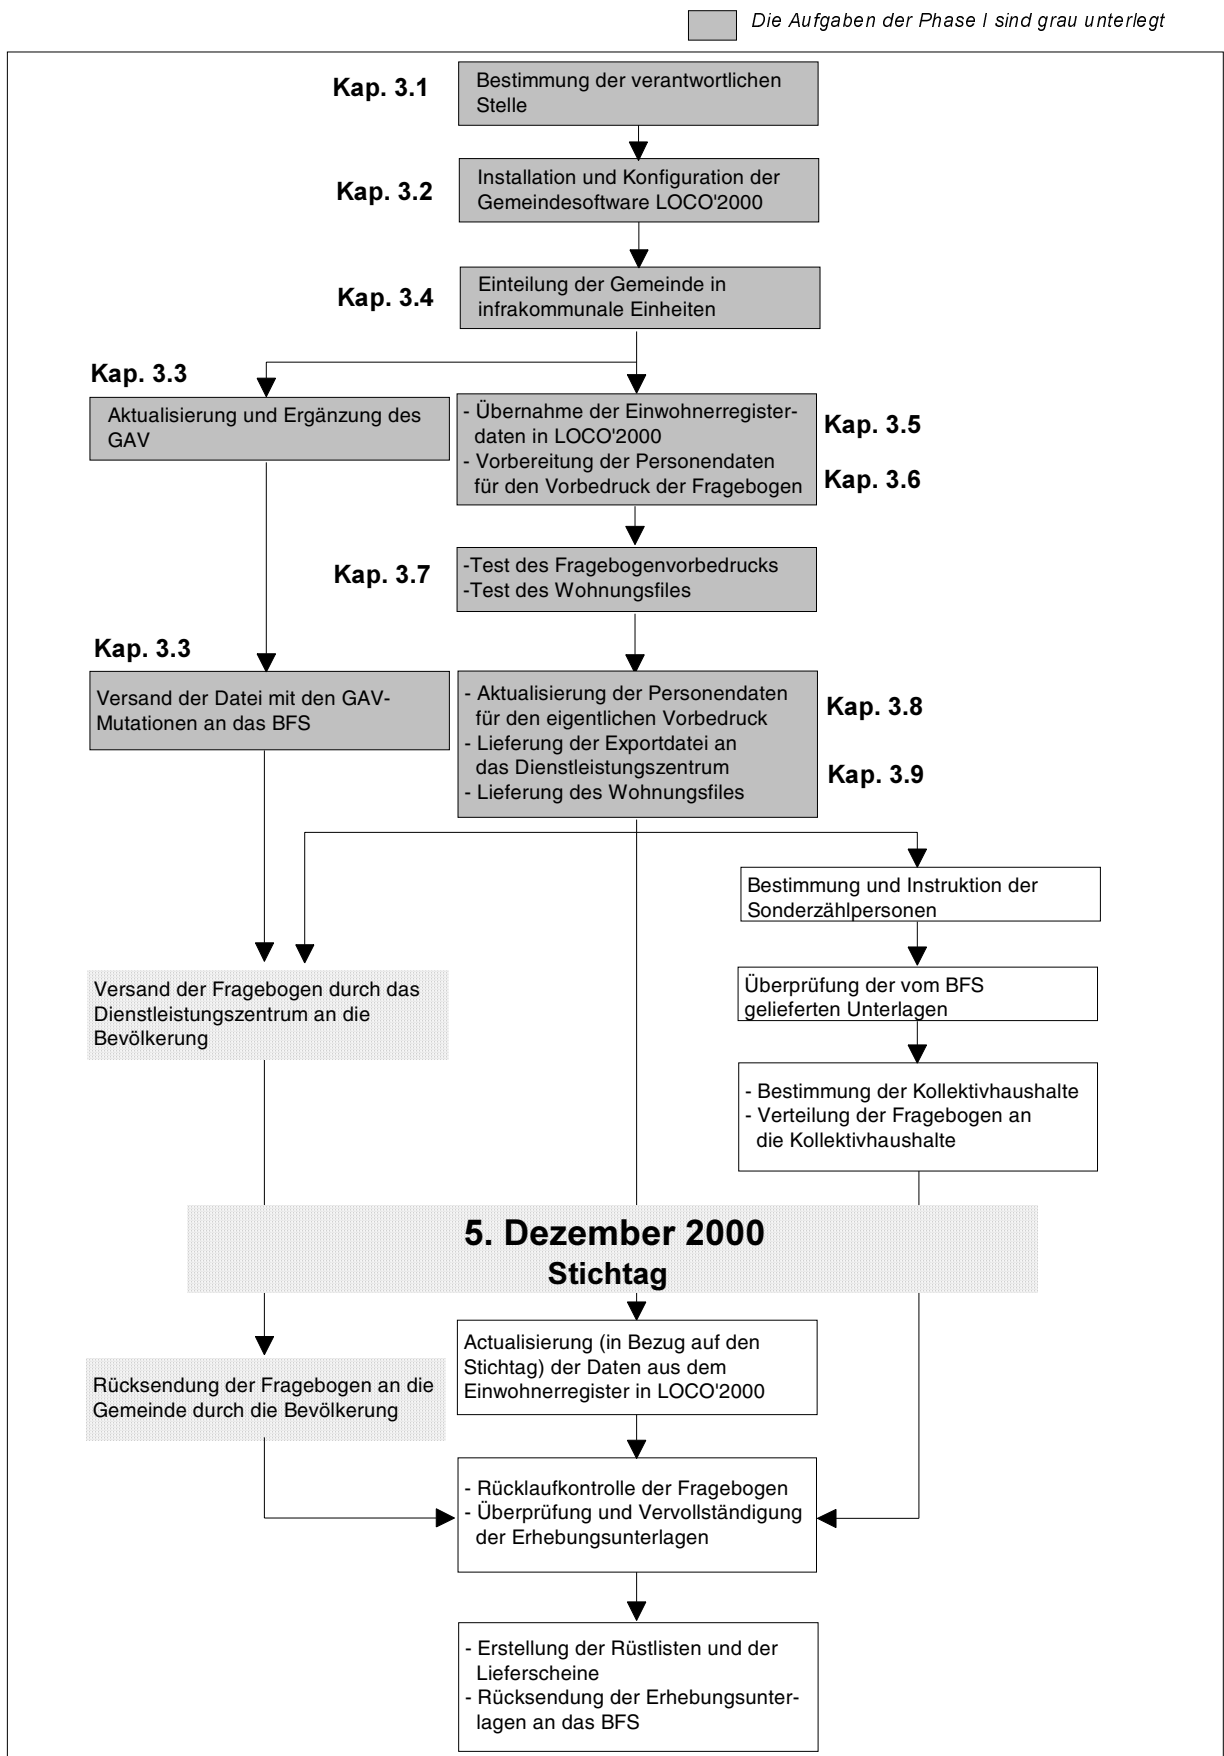 Die Aufgaben der Phase I sind grau unterlegt
Kap. 3.1
Bestimmung der verantwortlichen
Stelle
Kap. 3.2
Installation und Konfiguration der
Gemeindesoftware LOCO'2000
Kap. 3.4
Einteilung der Gemeinde in
infrakommunale Einheiten
Kap. 3.3
Aktualisierung und Ergänzung des
GAV
- Übernahme der Einwohnerregister-
daten in LOCO'2000
- Vorbereitung der Personendaten
für den Vorbedruck der Fragebogen
Kap. 3.5
Kap. 3.6
Kap. 3.7
-Test des Fragebogenvorbedrucks
-Test des Wohnungsfiles
Kap. 3.3
Versand der Datei mit den GAV-
Mutationen an das BFS
- Aktualisierung der Personendaten
für den eigentlichen Vorbedruck
- Lieferung der Exportdatei an
das Dienstleistungszentrum
- Lieferung des Wohnungsfiles
Kap. 3.8
Kap. 3.9
Bestimmung und Instruktion der
Sonderzählpersonen
Versand der Fragebogen durch das
Dienstleistungszentrum an die
Bevölkerung
Überprüfung der vom BFS
gelieferten Unterlagen
- Bestimmung der Kollektivhaushalte
- Verteilung der Fragebogen an
die Kollektivhaushalte
5. Dezember 2000
Stichtag
Actualisierung (in Bezug auf den
Stichtag) der Daten aus dem
Einwohnerregister in LOCO'2000
Rücksendung der Fragebogen an die
Gemeinde durch die Bevölkerung
- Rücklaufkontrolle der Fragebogen
- Überprüfung und Vervollständigung
der Erhebungsunterlagen
- Erstellung der Rüstlisten und der
Lieferscheine
- Rücksendung der Erhebungsunter-
lagen an das BFS